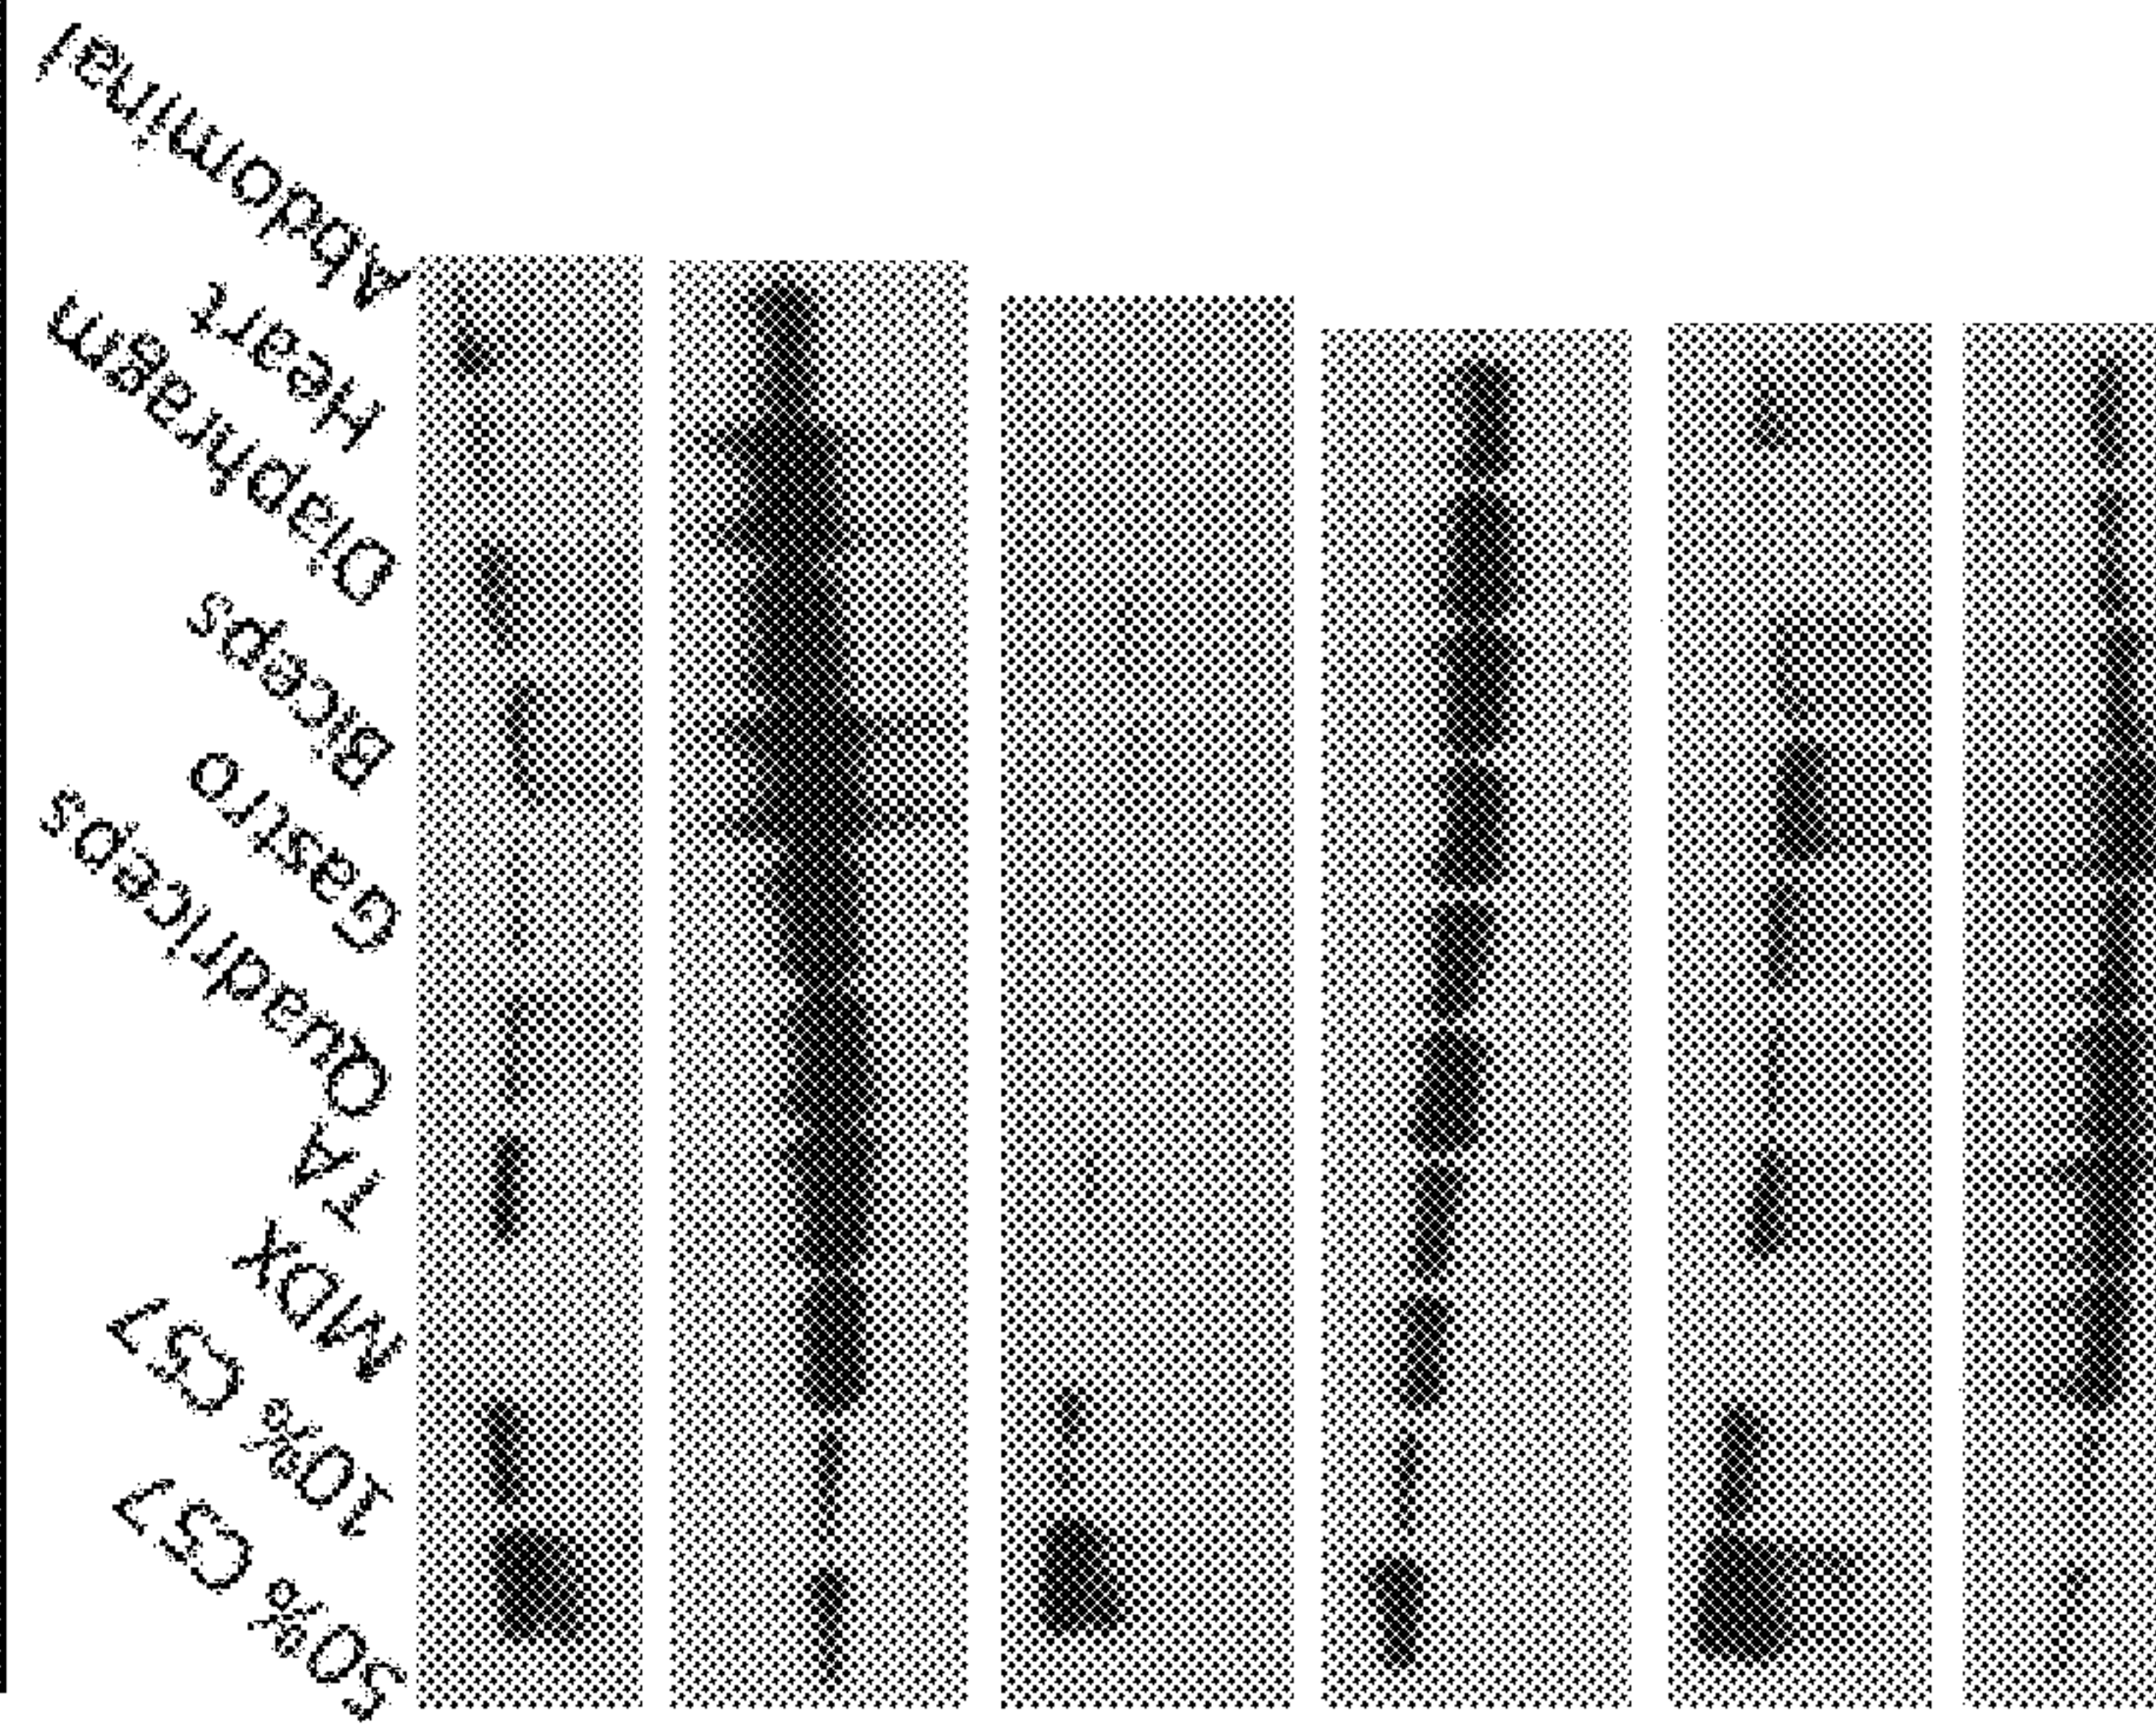 50% C57
10% C57
MDX
TA
Quadriceps
Gastro
Biceps
Diaphragm
Heart
Abdominal